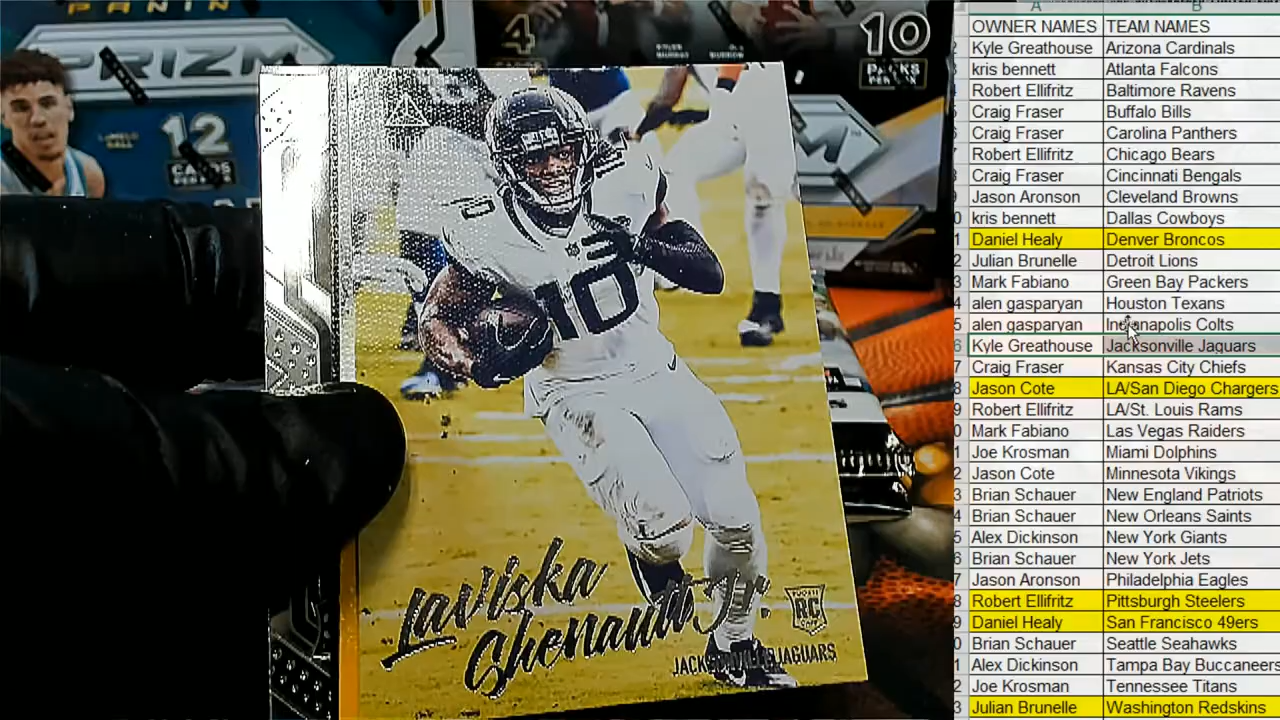 PANINI
PRIZM
12
CARDS
4
10
PACKS
10
10
LaViska
Shenault Jr.
RC
JACKSONVILLE JAGUARS
A B
OWNER NAMES TEAM NAMES
Kyle Greathouse Arizona Cardinals
kris bennett Atlanta Falcons
Robert Ellifritz Baltimore Ravens
Craig Fraser Buffalo Bills
Craig Fraser Carolina Panthers
Robert Ellifritz Chicago Bears
Craig Fraser Cincinnati Bengals
Jason Aronson Cleveland Browns
kris bennett Dallas Cowboys
Daniel Healy Denver Broncos
Julian Brunelle Detroit Lions
Mark Fabiano Green Bay Packers
alen gasparyan Houston Texans
alen gasparyan Indianapolis Colts
Kyle Greathouse Jacksonville Jaguars
Craig Fraser Kansas City Chiefs
Jason Cote LA/San Diego Chargers
Robert Ellifritz LA/St. Louis Rams
Mark Fabiano Las Vegas Raiders
Joe Krosman Miami Dolphins
Jason Cote Minnesota Vikings
Brian Schauer New England Patriots
Brian Schauer New Orleans Saints
Alex Dickinson New York Giants
Brian Schauer New York Jets
Jason Aronson Philadelphia Eagles
Robert Ellifritz Pittsburgh Steelers
Daniel Healy San Francisco 49ers
Brian Schauer Seattle Seahawks
Alex Dickinson Tampa Bay Buccaneers
Joe Krosman Tennessee Titans
Julian Brunelle Washington Redskins